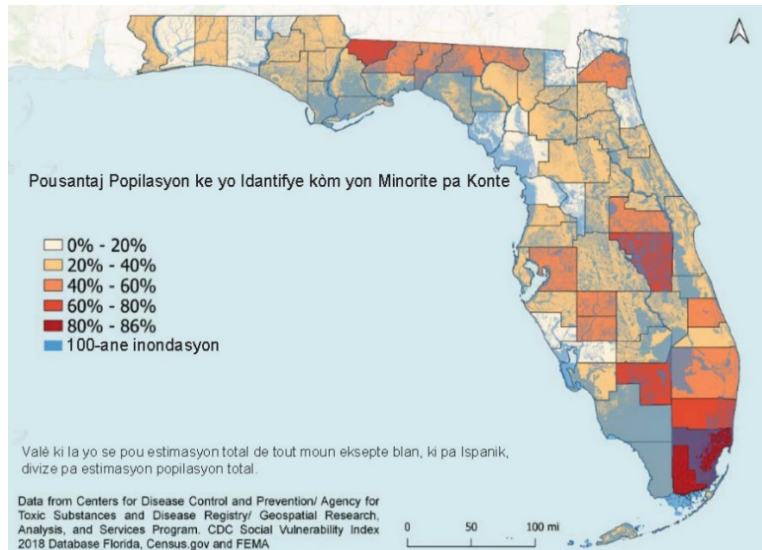 Pousantaj Popilasyon ke yo Idantifye kòm yon Minorite pa Konte
0% - 20%
20% - 40%
40% - 60%
60% - 80%
80% - 86%
100-ane inondasyon
Valè ki la yo se pou estimasyon total de tout moun eksepte blan, ki pa Ispanik,
divize pa estimasyon popilasyon total.
Data from Centers for Disease Control and Prevention/ Agency for
Toxic Substances and Disease Registry/ Geospatial Research,
Analysis, and Services Program. CDC Social Vulnerability Index
2018 Database Florida, Census.gov and FEMA
0 50 100 mi